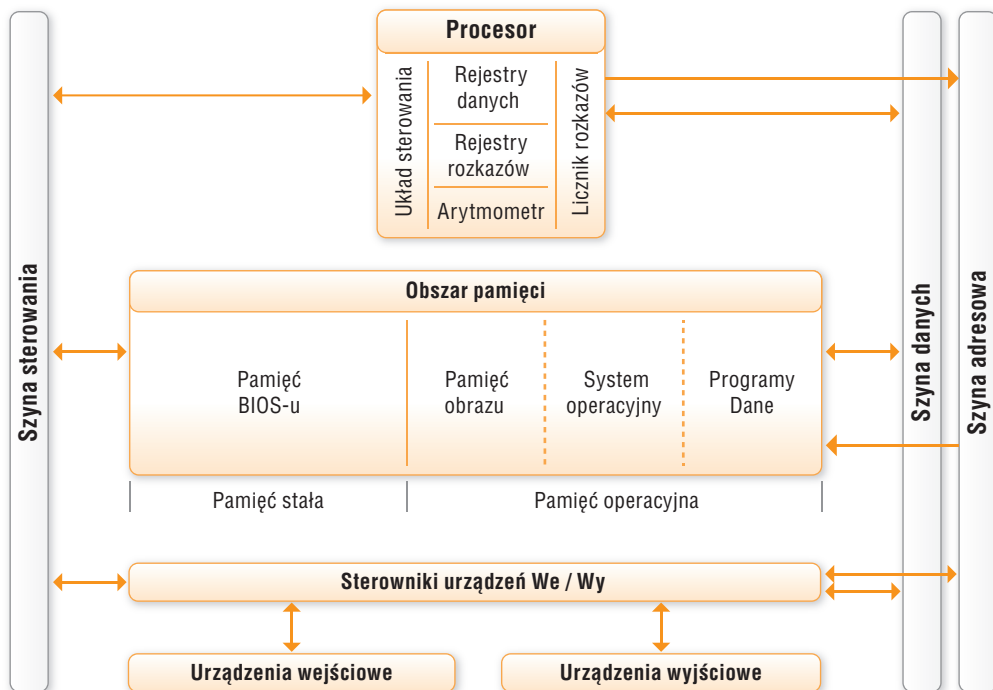 Procesor
Układ sterowania
Rejestry
danych
Rejestry
rozkazów
Arytmometr
Licznik rozkazów
Szyna sterowania
Szyna danych
Szyna adresowa
Obszar pamięci
Pamięć
BIOS-u
Pamięć
obrazu
System
operacyjny
Programy
Dane
Pamięć stała
Pamięć operacyjna
Sterowniki urządzeń We / Wy
Urządzenia wejściowe
Urządzenia wyjściowe